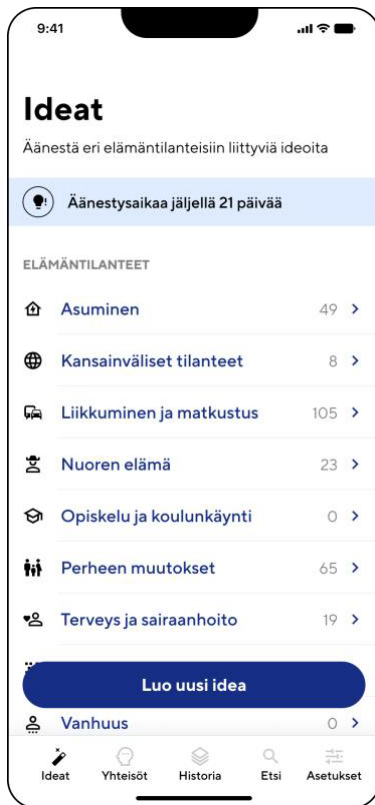 9:41
Ideat
Äänestä eri elämäntilanteisiin liittyviä ideoita
Äänestysaikaa jäljellä 21 päivää
ELÄMÄNTILANTEET
Asuminen 49
Kansainväliset tilanteet 8
Liikkuminen ja matkustus 105
Nuoren elämä 23
Opiskelu ja koulunkäynti 0
Perheen muutokset 65
Terveys ja sairaanhoito 19
Luo uusi idea
Vanhuus 0
Ideat Yhteisöt Historia Etsi Asetukset